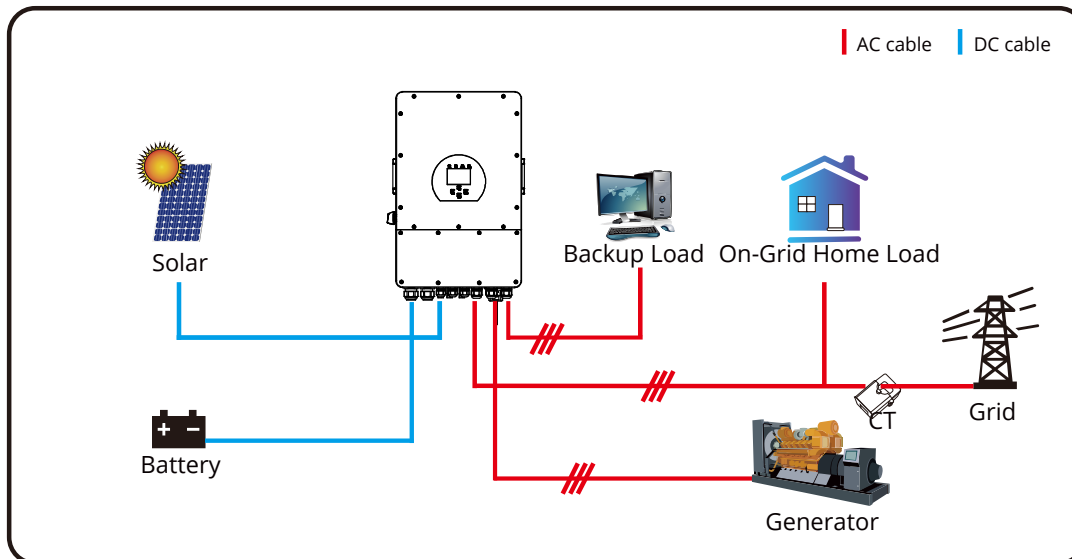 AC cable
DC cable
Solar
Backup Load
On-Grid Home Load
Battery
CT
Grid
Generator